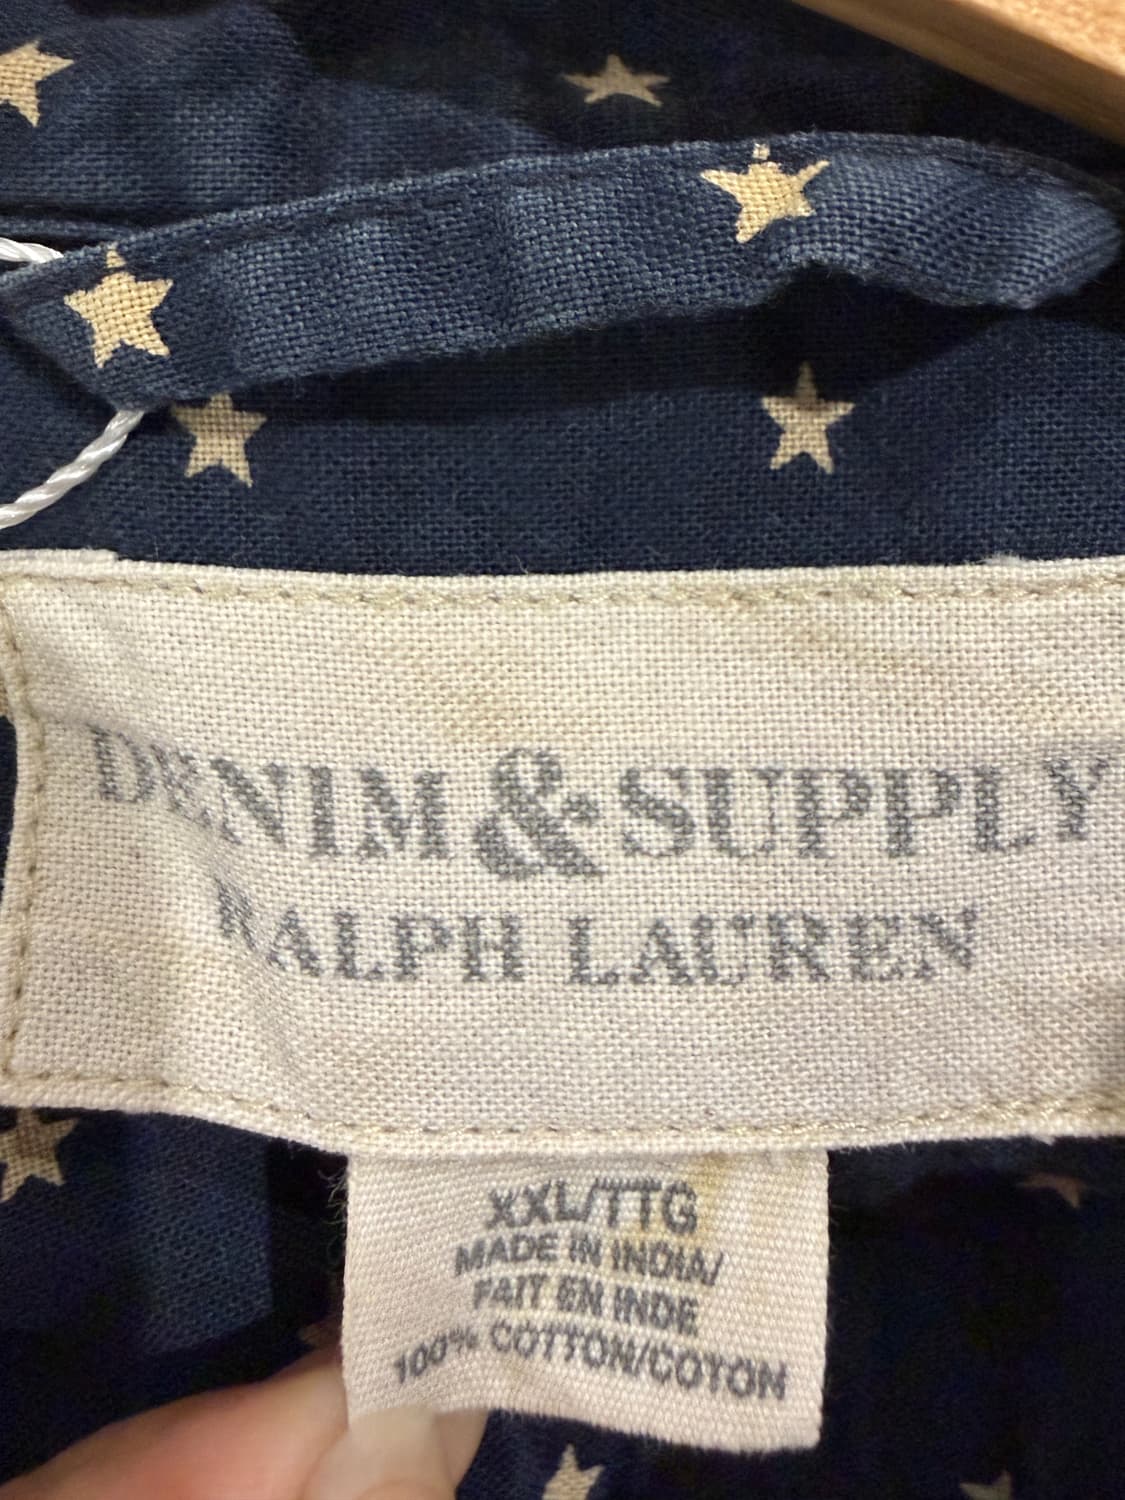 DENIM & SUPPLY
RALPH LAUREN
XXL/TTG
MADE IN INDIA/
FAIT EN INDE
100% COTTON/COTON